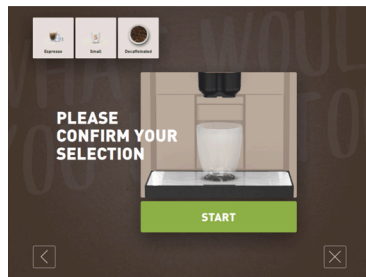 Espresso
Small
Decaffeinated
PLEASE
CONFIRM YOUR
SELECTION
START